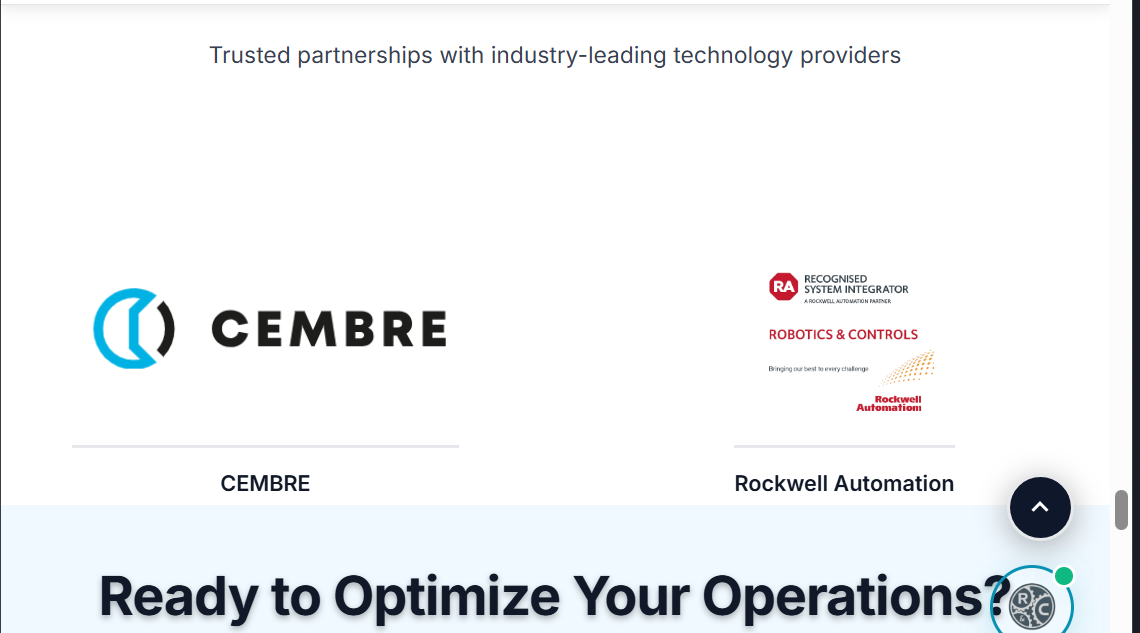 Trusted partnerships with industry-leading technology providers
CEMBRE
RA
RECOGNISED
SYSTEM INTEGRATOR
A ROCKWELL AUTOMATION PARTNER
ROBOTICS & CONTROLS
Bringing our best to every challenge
Rockwell
Automation
CEMBRE
Rockwell Automation
Ready to Optimize Your Operations?
R & C